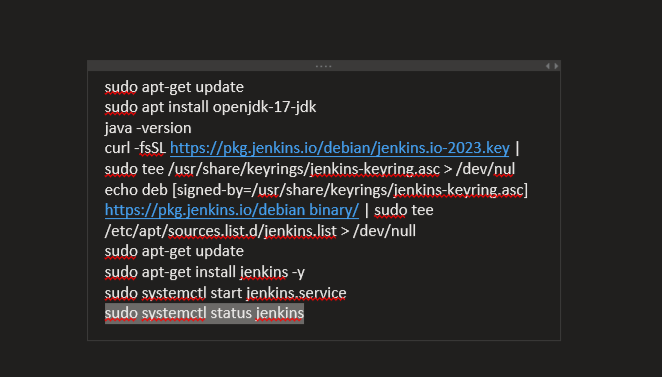 sudo apt-get update
sudo apt install openjdk-17-jdk
java -version
curl -fsSL https://pkg.jenkins.io/debian/jenkins.io-2023.key |
sudo tee /usr/share/keyrings/jenkins-keyring.asc > /dev/nul
echo deb [signed-by=/usr/share/keyrings/jenkins-keyring.asc]
https://pkg.jenkins.io/debian binary/ | sudo tee
/etc/apt/sources.list.d/jenkins.list > /dev/null
sudo apt-get update
sudo apt-get install jenkins -y
sudo systemctl start jenkins.service
sudo systemctl status jenkins